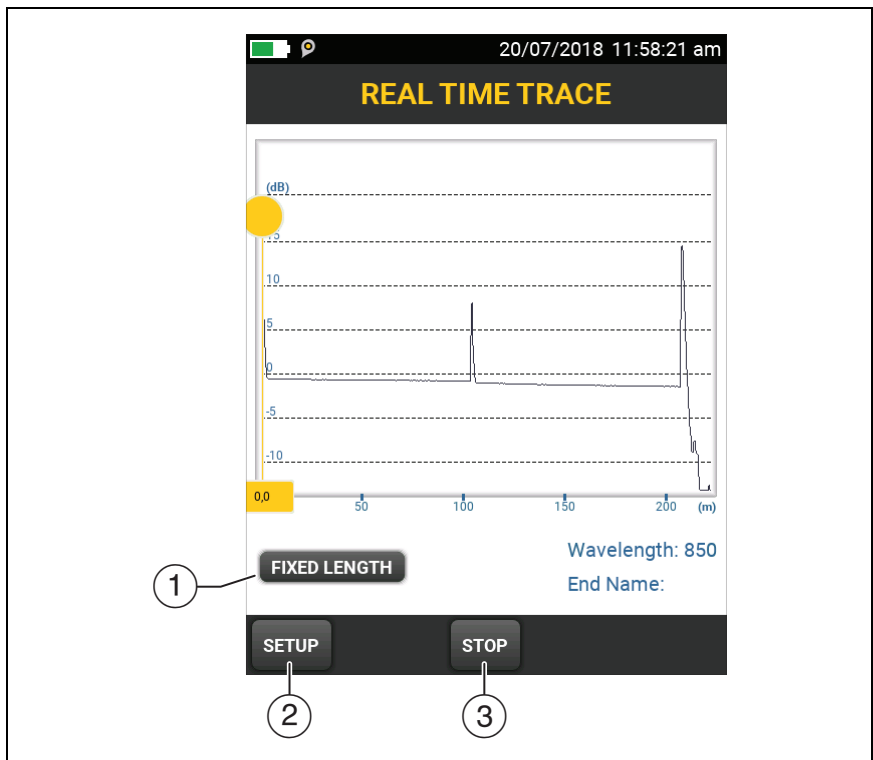 20/07/2018 11:58:21 am
REAL TIME TRACE
(dB)
15
10
5
0
-5
-10
0,0
50 100 150 200 (m)
Wavelength: 850
FIXED LENGTH
End Name:
1
SETUP STOP
2 3